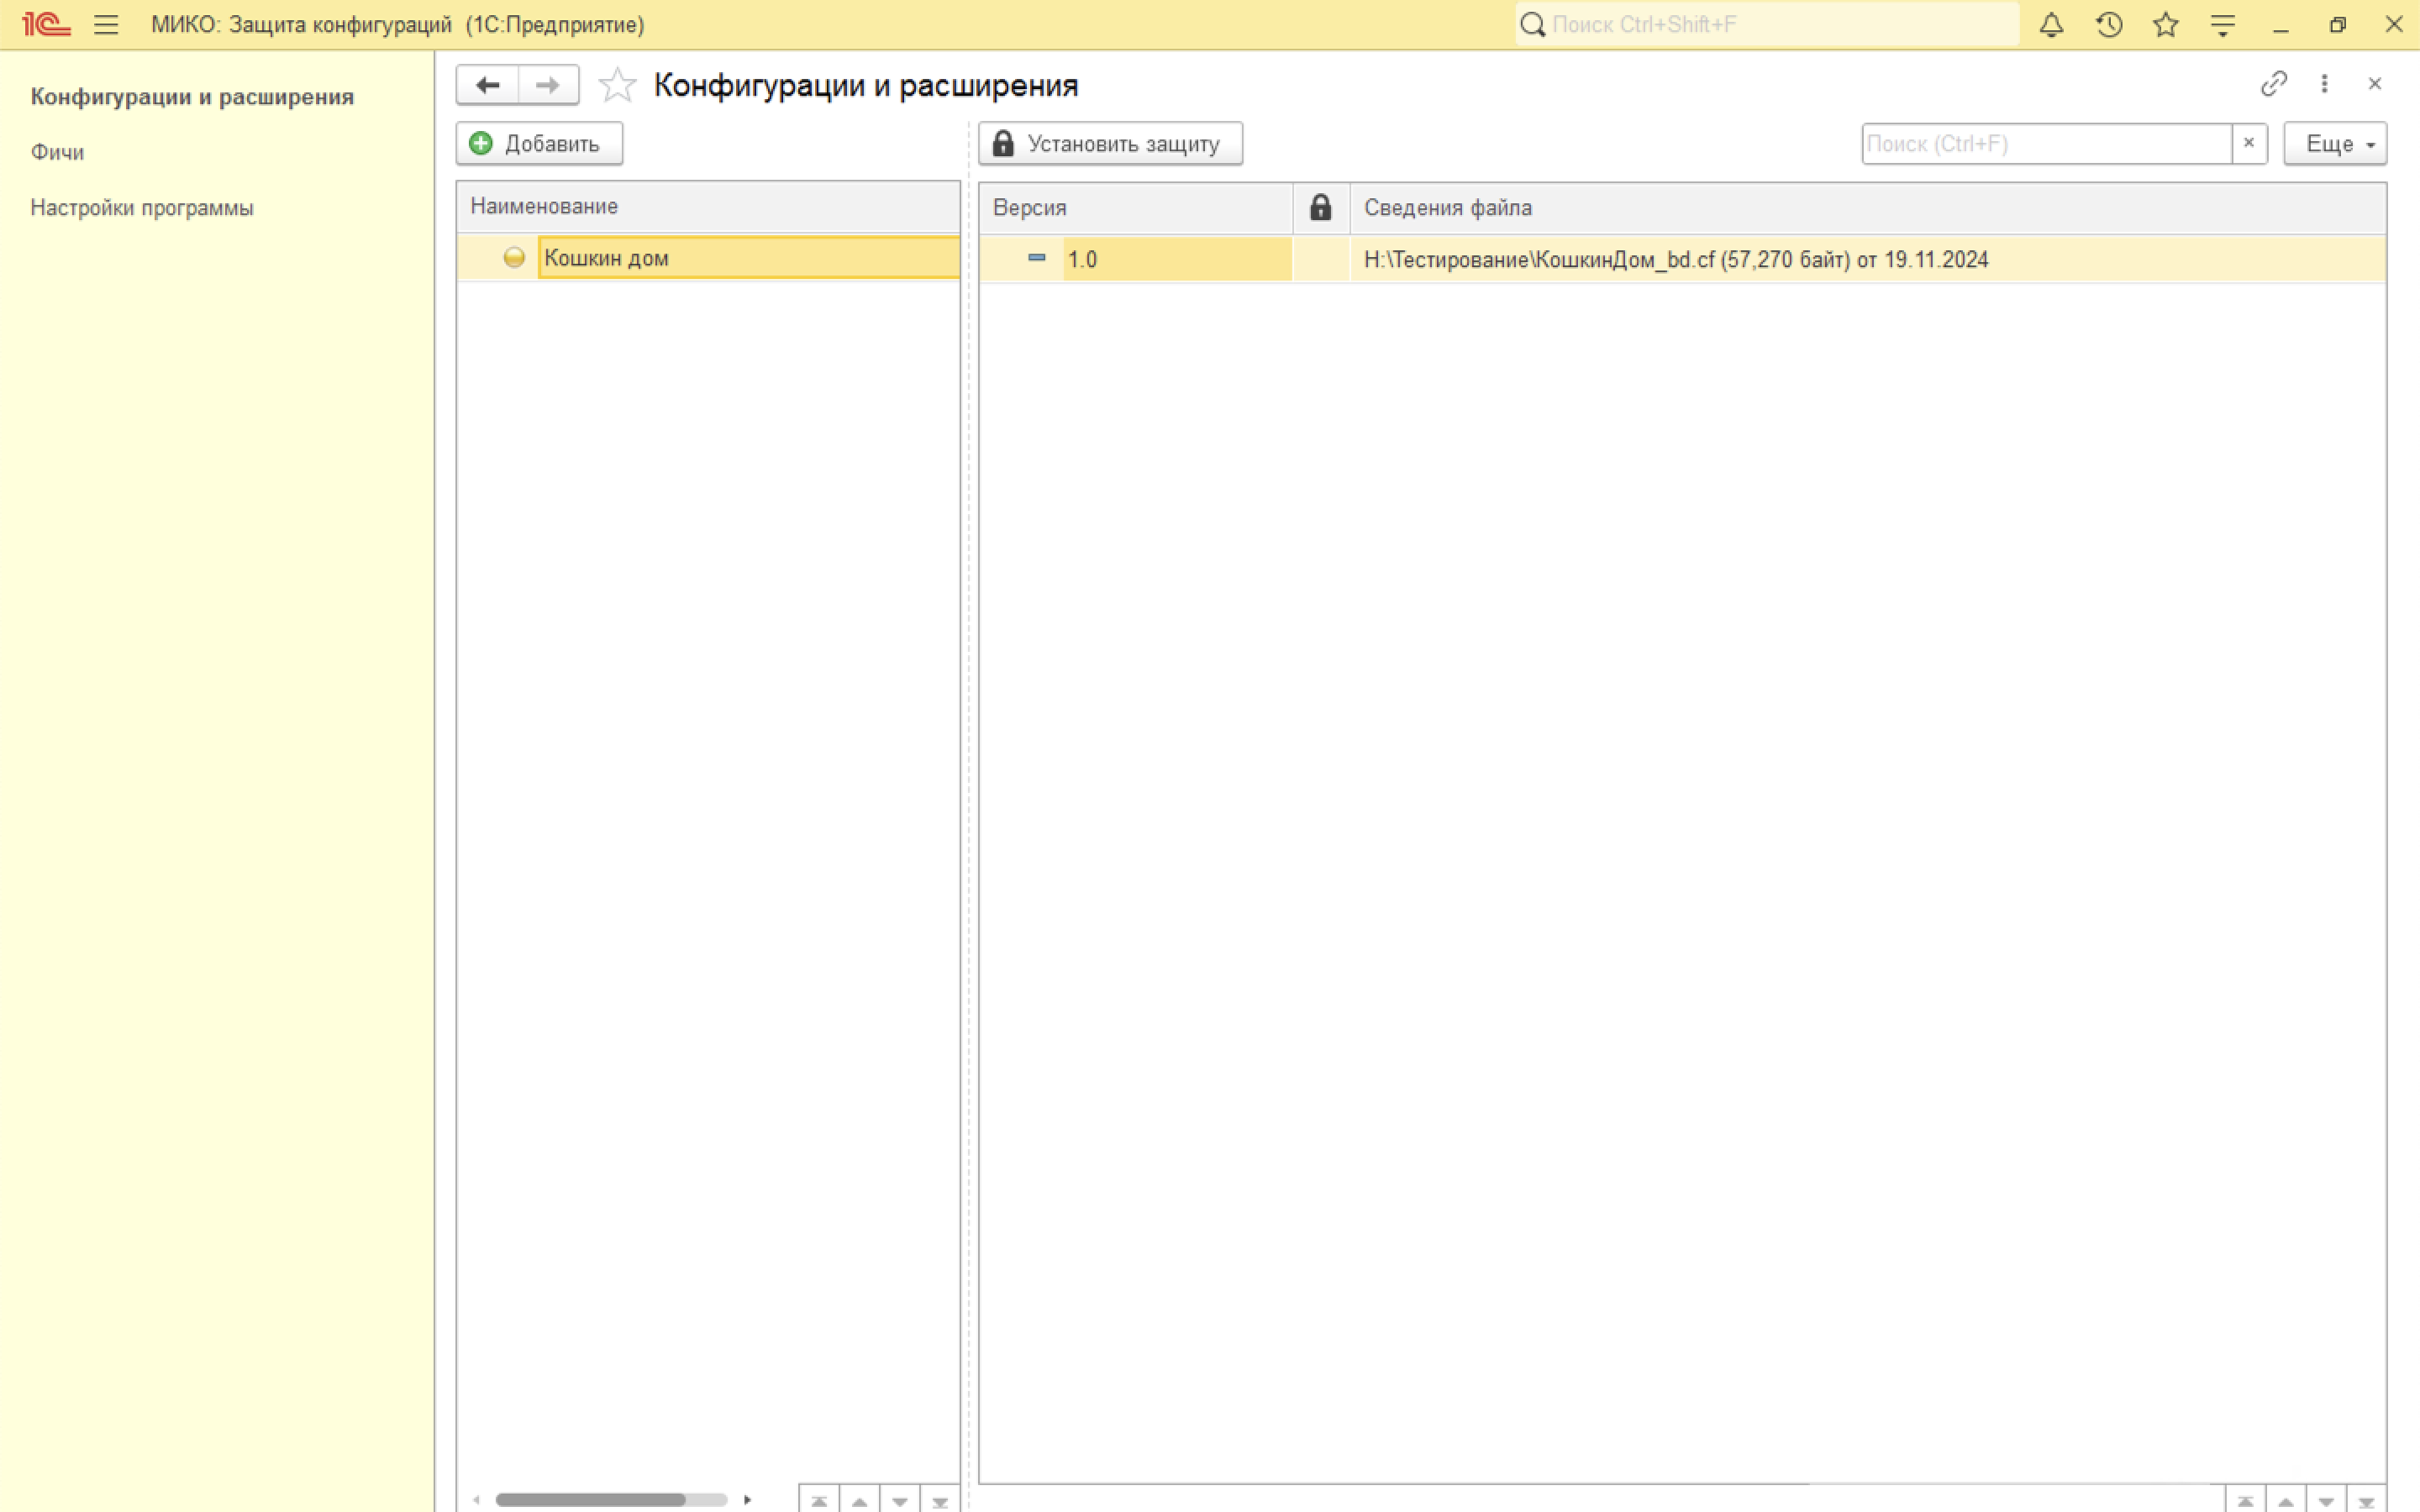 1С МИКО: Защита конфигураций (1С:Предприятие) Поиск Ctrl+Shift+F
Конфигурации и расширения
Фичи
Настройки программы
Конфигурации и расширения
Добавить
Установить защиту Поиск (Ctrl+F) × Еще
Наименование
Кошкин дом
Версия Сведения файла
1.0 H:\Тестирование\КошкинДом_bd.cf (57,270 байт) от 19.11.2024